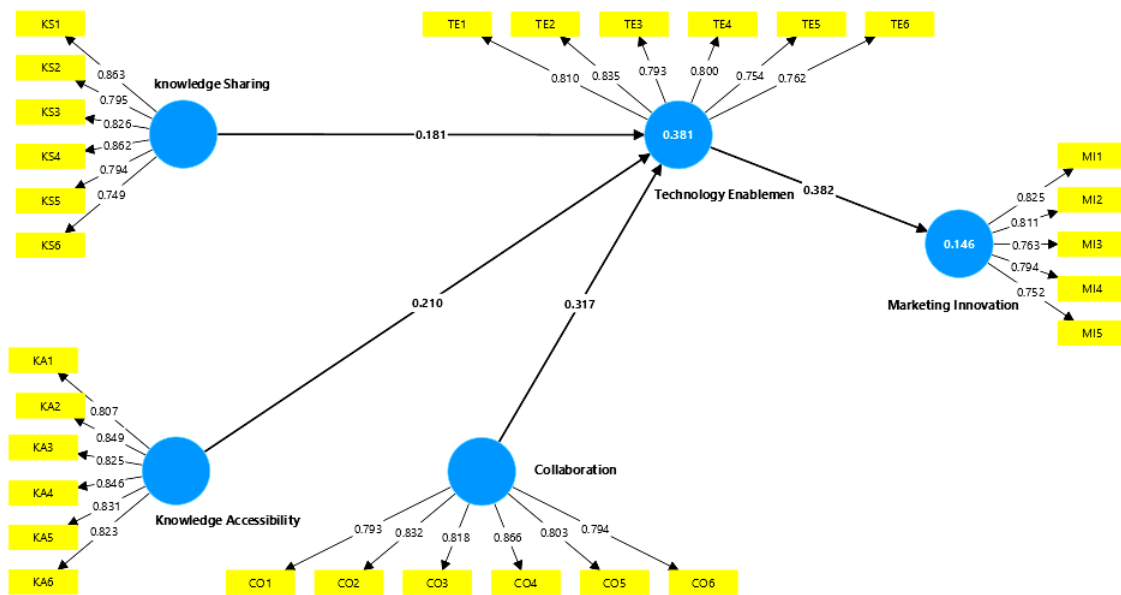 KS1
KS2
KS3
KS4
KS5
KS6
0.863
0.795
0.826
0.862
0.794
0.749
knowledge Sharing
TE1
TE2
TE3
TE4
TE5
TE6
0.810
0.835
0.793
0.800
0.754
0.762
0.181
0.381
Technology Enablemen
0.382
0.146
Marketing Innovation
0.825
0.811
0.763
0.794
0.752
MI1
MI2
MI3
MI4
MI5
0.210
0.317
KA1
KA2
KA3
KA4
KA5
KA6
0.807
0.849
0.825
0.846
0.831
0.823
Knowledge Accessibility
Collaboration
0.793
0.832
0.818
0.866
0.803
0.794
CO1
CO2
CO3
CO4
CO5
CO6